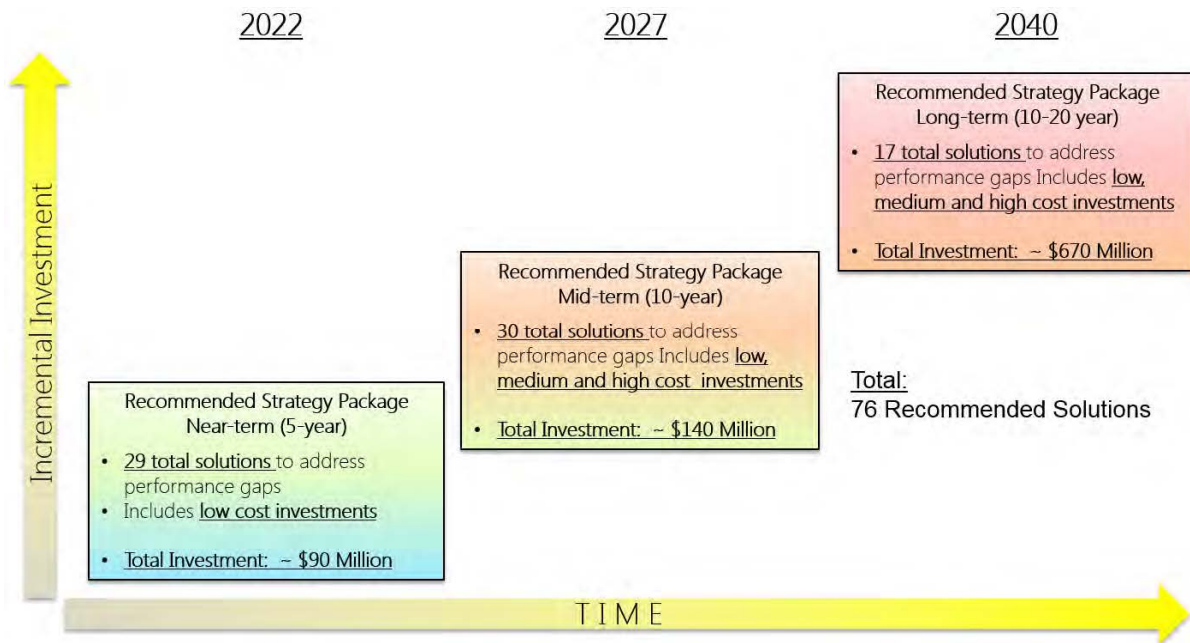 2022
2027
2040
Incremental Investment
Recommended Strategy Package
Near-term (5-year)
• 29 total solutions to address
performance gaps
• Includes low cost investments
• Total Investment: ~ $90 Million
Recommended Strategy Package
Mid-term (10-year)
• 30 total solutions to address
performance gaps Includes low,
medium and high cost investments
• Total Investment: ~ $140 Million
Recommended Strategy Package
Long-term (10-20 year)
• 17 total solutions to address
performance gaps Includes low,
medium and high cost investments
• Total Investment: ~ $670 Million
Total:
76 Recommended Solutions
TIME